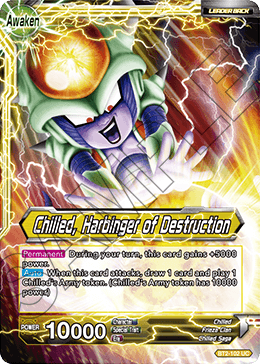 LEADER BACK
Awaken
Chilled, Harbinger of Destruction
Permanent During your turn, this card gains +5000
power.
Auto When this card attacks, draw 1 card and play 1
Chilled's Army token. (Chilled's Army token has 10000
power.)
POWER 10000
Character Chilled
Special Trait Frieza Clan
Era Chilled Saga
BT2-102 UC